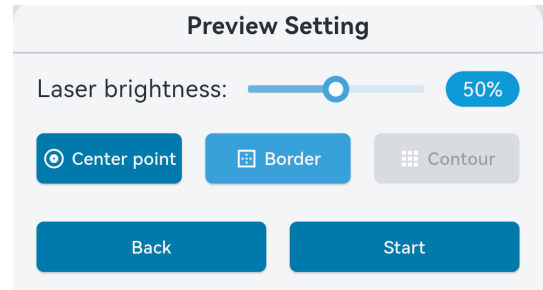 Preview Setting
Laser brightness: 50%
Center point Border Contour
Back Start